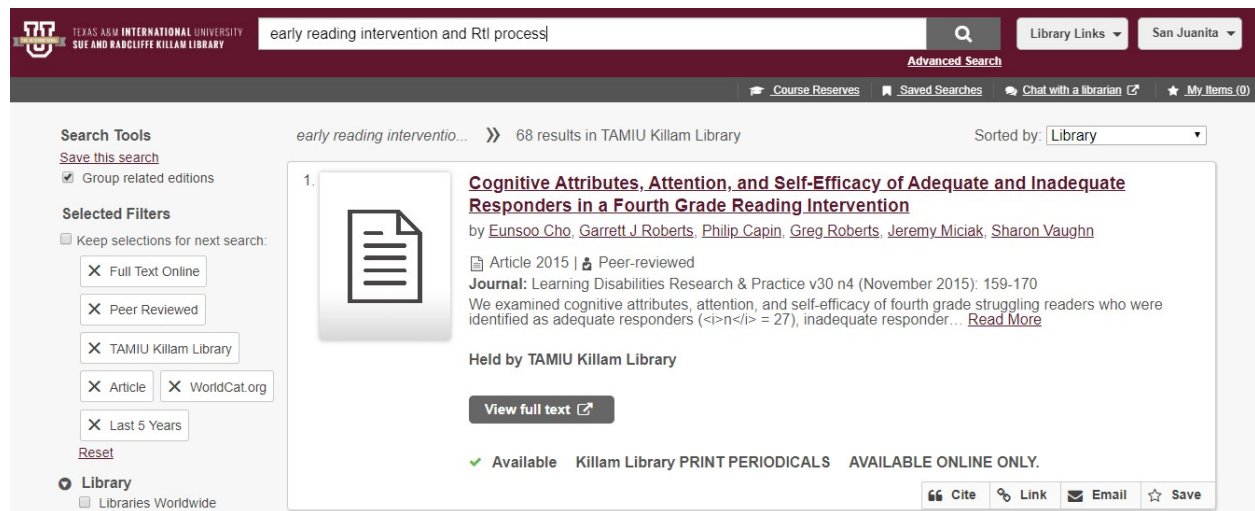 TEXAS A&M INTERNATIONAL UNIVERSITY
SUE AND RADCLIFFE KILLAM LIBRARY
early reading intervention and RtI process
Library Links
San Juanita
Advanced Search
Course Reserves
Saved Searches
Chat with a librarian
My Items (0)
Search Tools
Save this search
Group related editions
Selected Filters
Keep selections for next search:
Full Text Online
Peer Reviewed
TAMIU Killam Library
Article
WorldCat.org
Last 5 Years
Reset
Library
Libraries Worldwide
early reading interventio... » 68 results in TAMIU Killam Library
Sorted by: Library
1.
Cognitive Attributes, Attention, and Self-Efficacy of Adequate and Inadequate
Responders in a Fourth Grade Reading Intervention
by Eunsoo Cho, Garrett J Roberts, Philip Capin, Greg Roberts, Jeremy Miciak, Sharon Vaughn
Article 2015 | Peer-reviewed
Journal: Learning Disabilities Research & Practice v30 n4 (November 2015): 159-170
We examined cognitive attributes, attention, and self-efficacy of fourth grade struggling readers who were
identified as adequate responders (<i>n</i> = 27), inadequate responder... Read More
Held by TAMIU Killam Library
View full text
Available Killam Library PRINT PERIODICALS AVAILABLE ONLINE ONLY.
Cite
Link
Email
Save